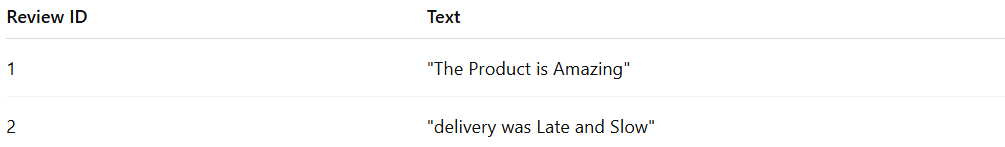 Review ID Text
1 "The Product is Amazing"
2 "delivery was Late and Slow"